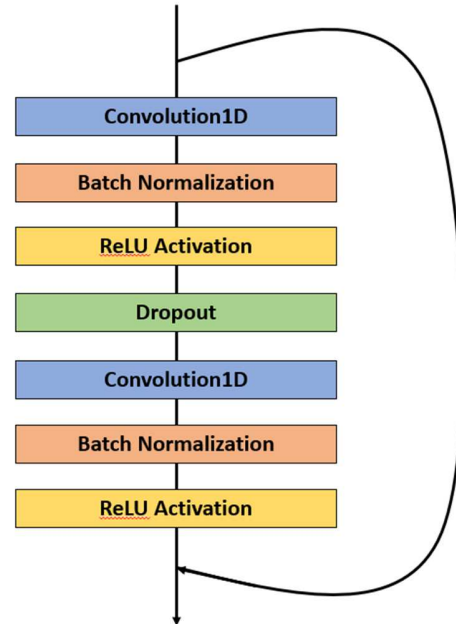 Convolution1D
Batch Normalization
ReLU Activation
Dropout
Convolution1D
Batch Normalization
ReLU Activation